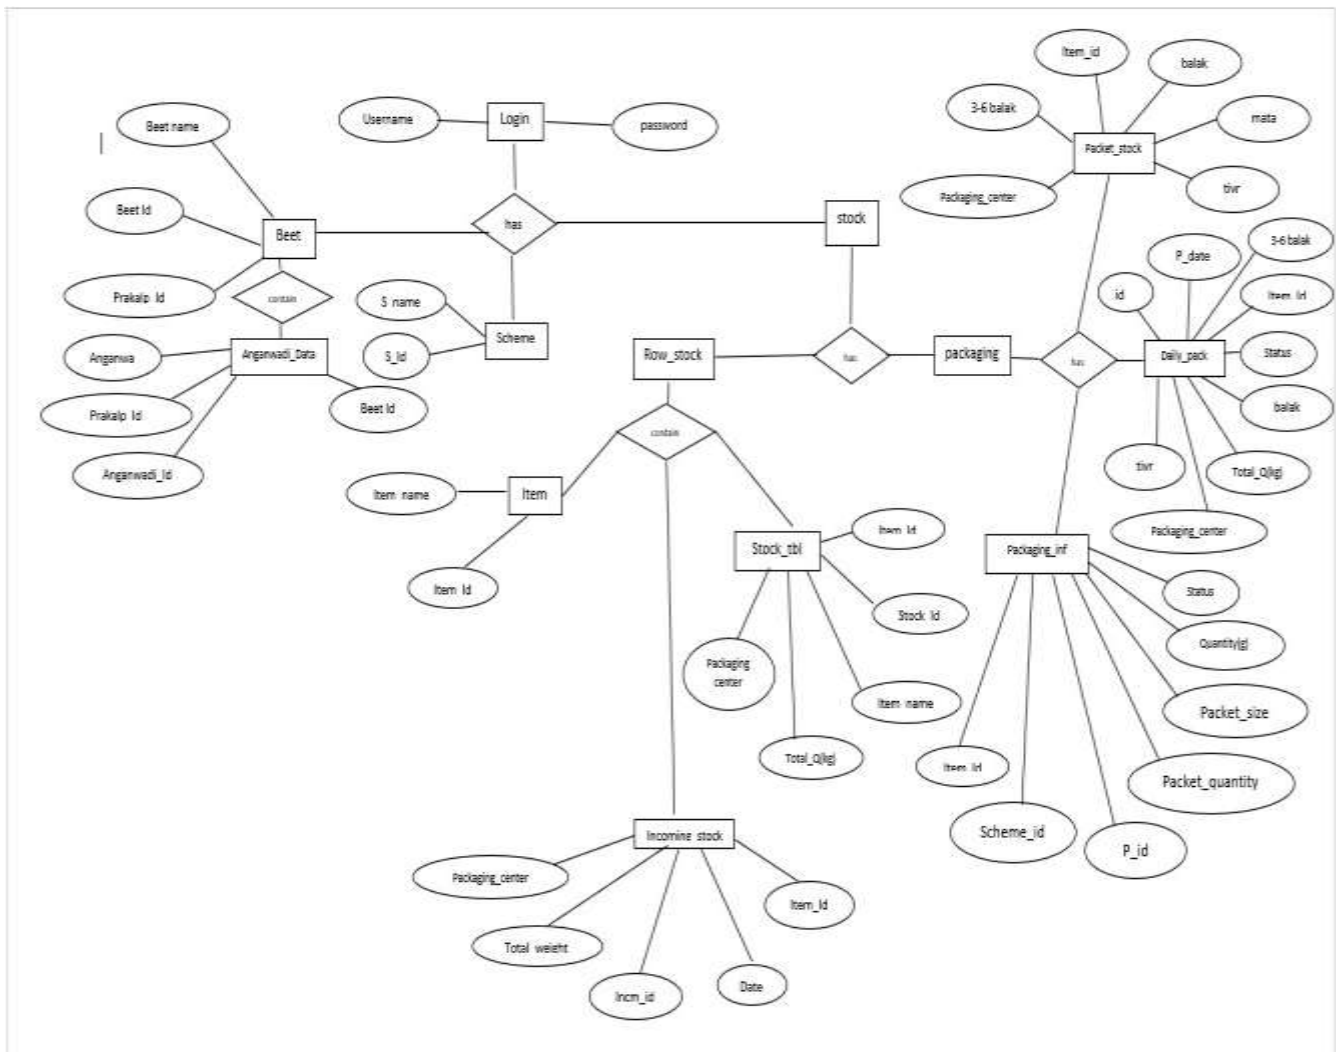 Item_id
balak
3-6 balak
mata
Packet_stock
tivr
Packaging_center
Beet name
Username
Login
password
Beet Id
Beet
has
stock
Prakalp Id
contain
S name
S_Id
Scheme
Anganwa
Anganwadi_Data
Prakalp Id
Beet Id
Anganwadi_Id
P_date
3-6 balak
id
Item Id
Row_stock
has
packaging
has
Daily_pack
Status
balak
tivr
Total_Q(kg)
Packaging_center
contain
Item name
Item
Item Id
Stock_tbl
Item Id
Stock Id
Packaging
center
Item name
Total_Q(kg)
Packaging_inf
Status
Quantity(g)
Packet_size
Packet_quantity
Item Id
Scheme_id
P_id
Incomine stock
Packaging_center
Item_Id
Total weight
Incm_id
Date